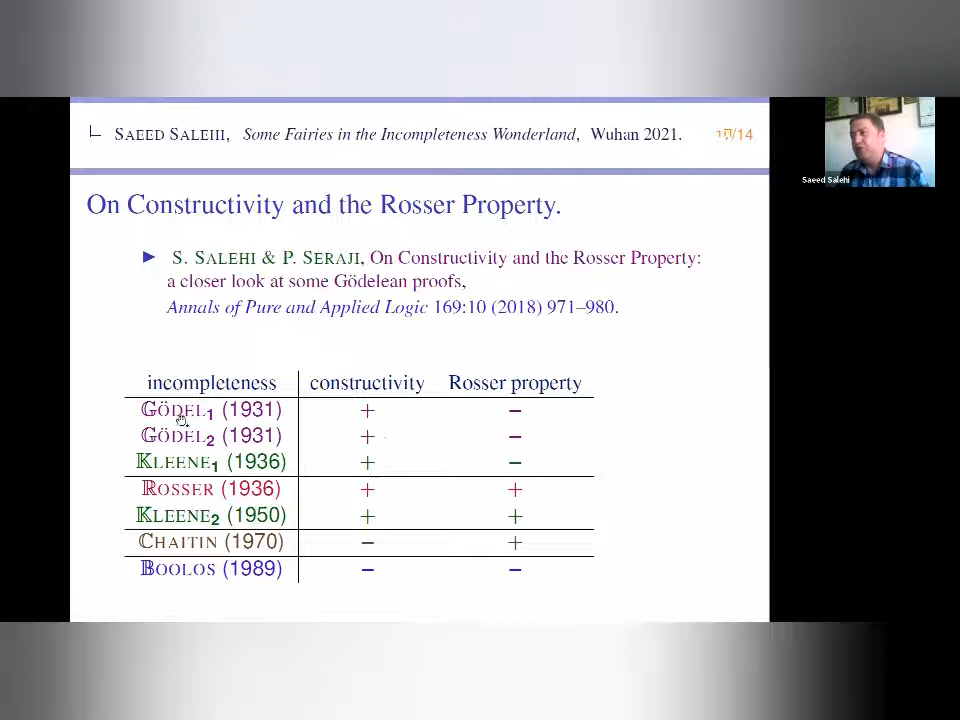 SAEED SALEHI, Some Fairies in the Incompleteness Wonderland, Wuhan 2021. /14
Saeed Salehi
On Constructivity and the Rosser Property.
▶ S. SALEHI & P. SERAJI, On Constructivity and the Rosser Property:
a closer look at some Gödelean proofs,
Annals of Pure and Applied Logic 169:10 (2018) 971–980.
incompleteness constructivity Rosser property
GÖDEL₁ (1931) + −
GÖDEL₂ (1931) + −
KLEENE₁ (1936) + −
ROSSER (1936) + +
KLEENE₂ (1950) + +
CHAITIN (1970) − +
BOOLOS (1989) − −